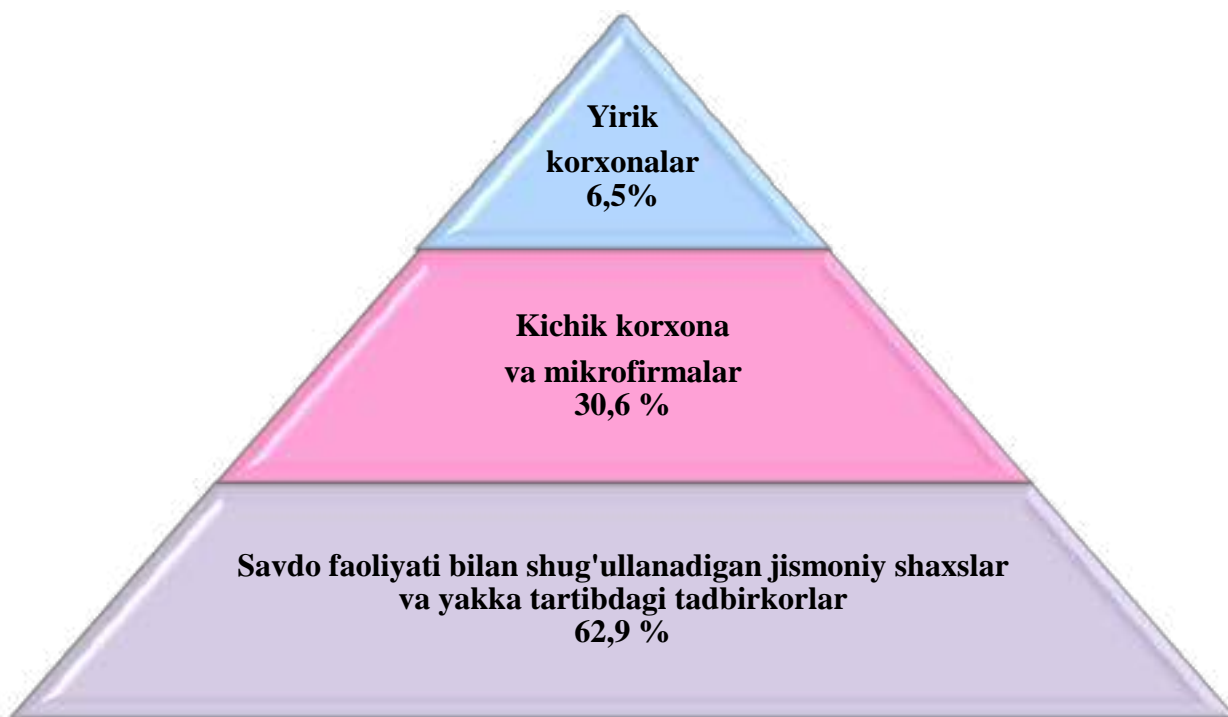 Yirik
korxonalar
6,5%
Kichik korxona
va mikrofirmalar
30,6 %
Savdo faoliyati bilan shug'ullanadigan jismoniy shaxslar
va yakka tartibdagi tadbirkorlar
62,9 %